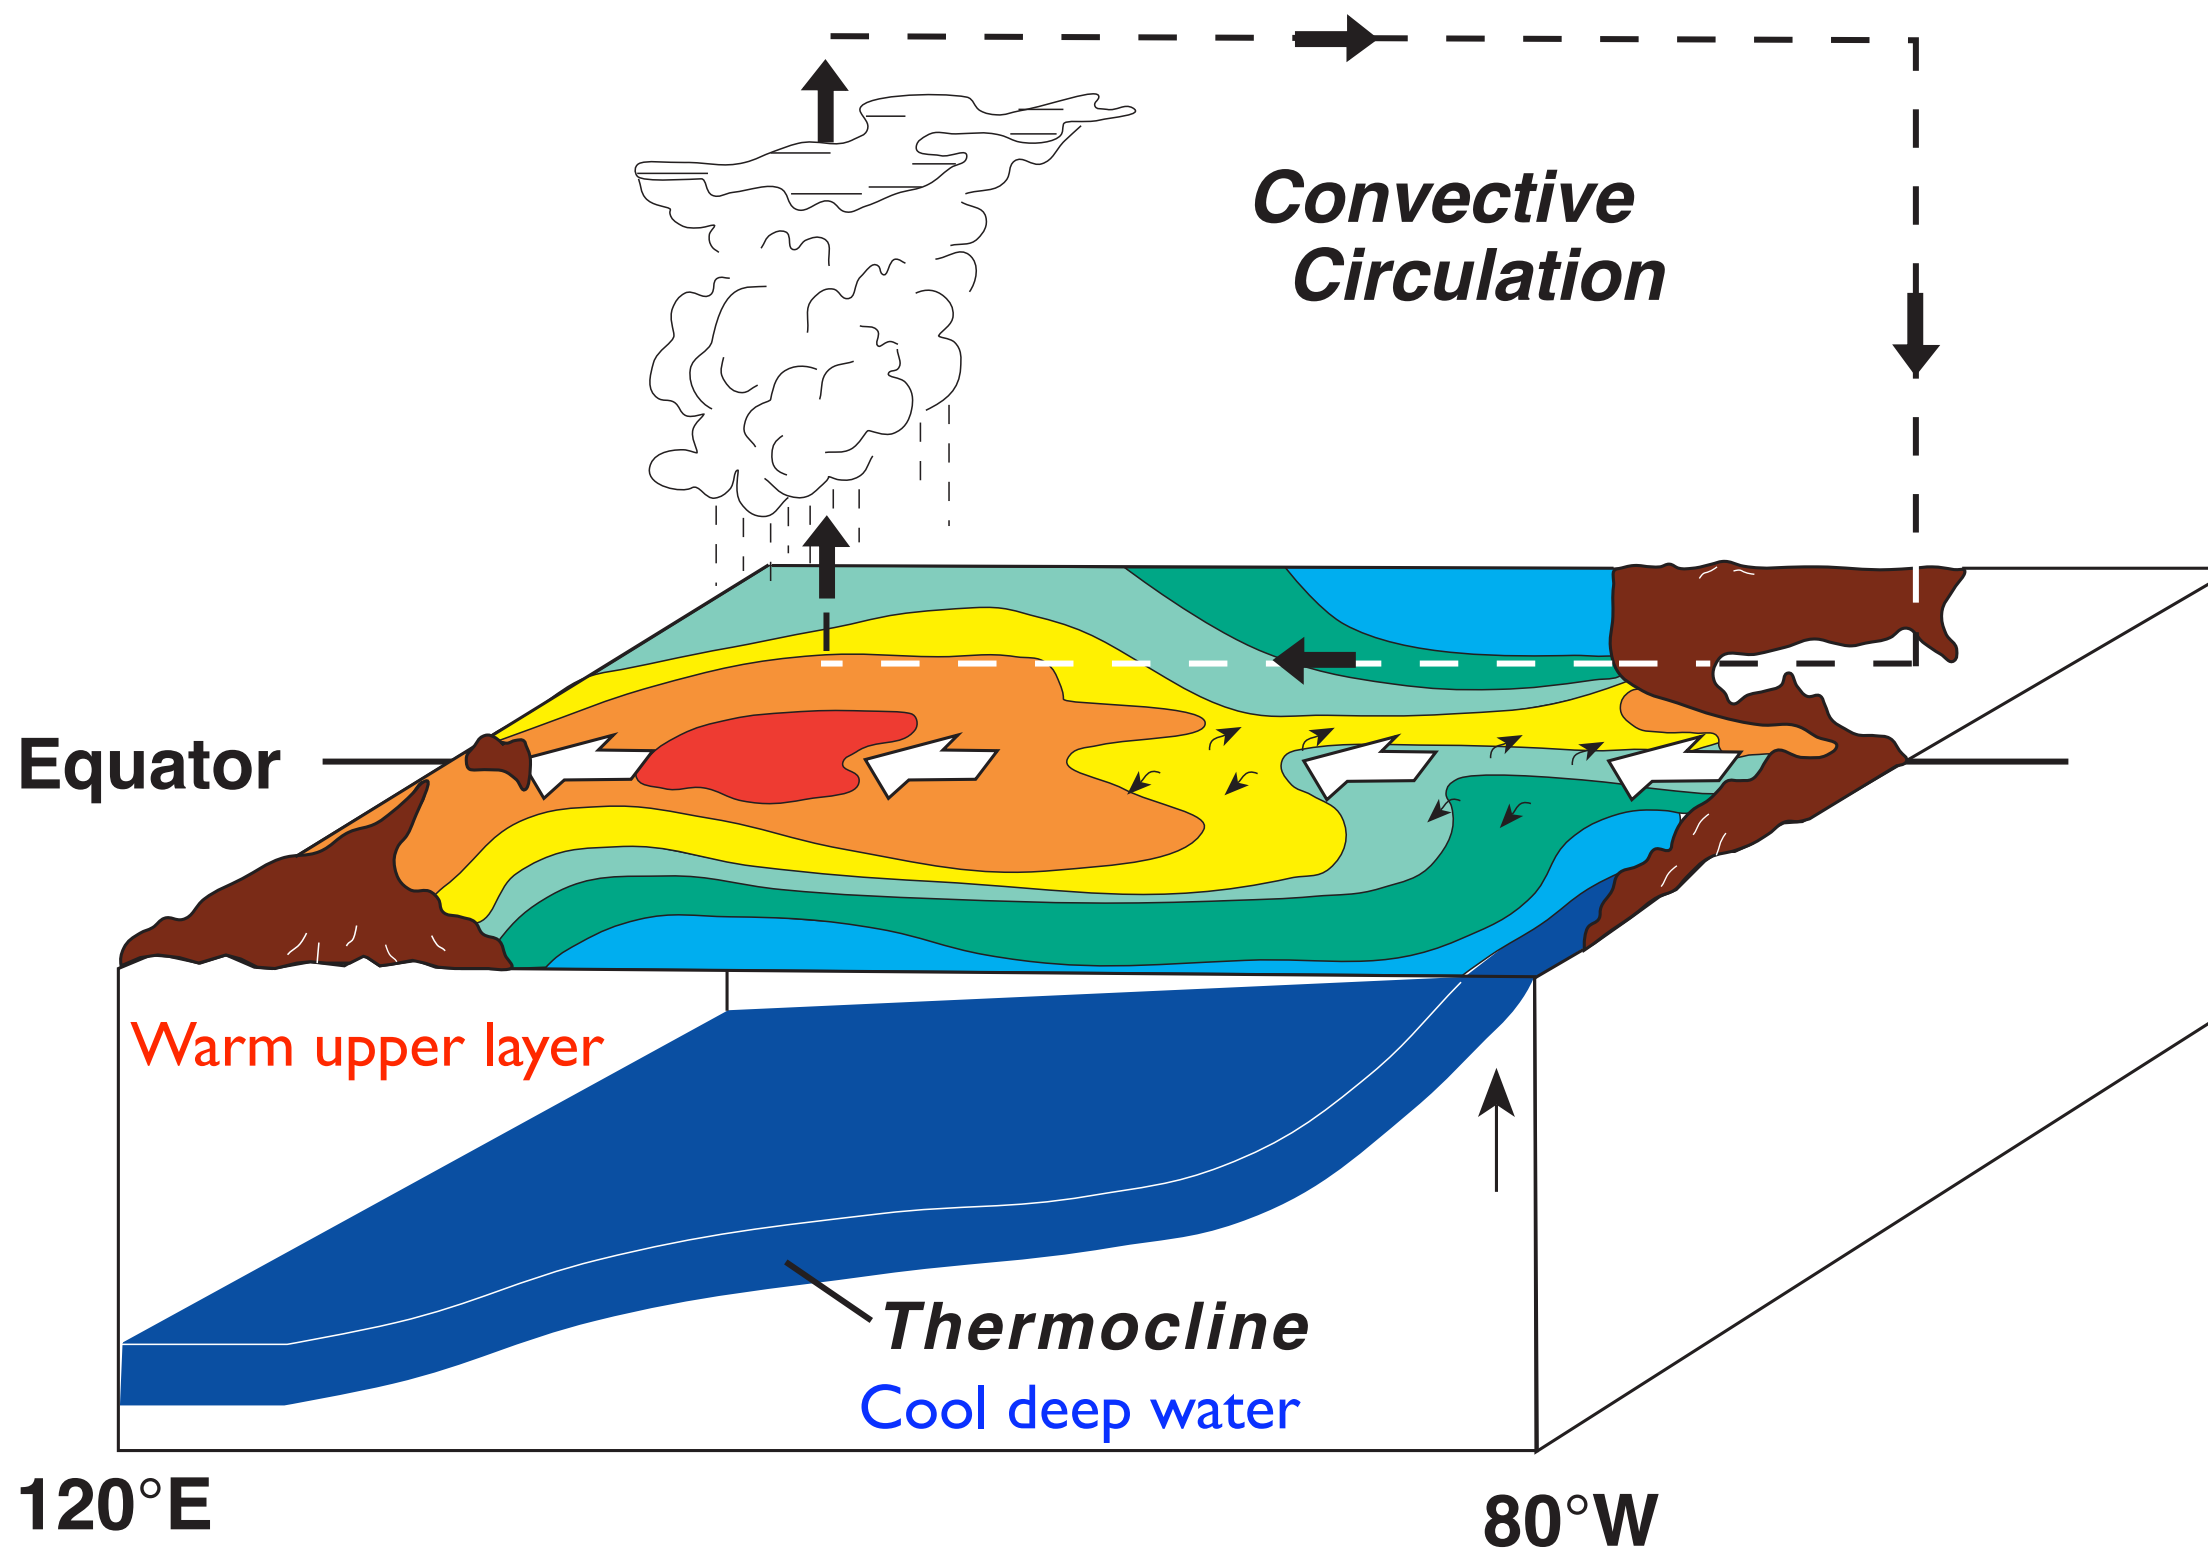 Convective
Circulation
Equator
Warm upper layer
Thermocline
Cool deep water
120°E
80°W